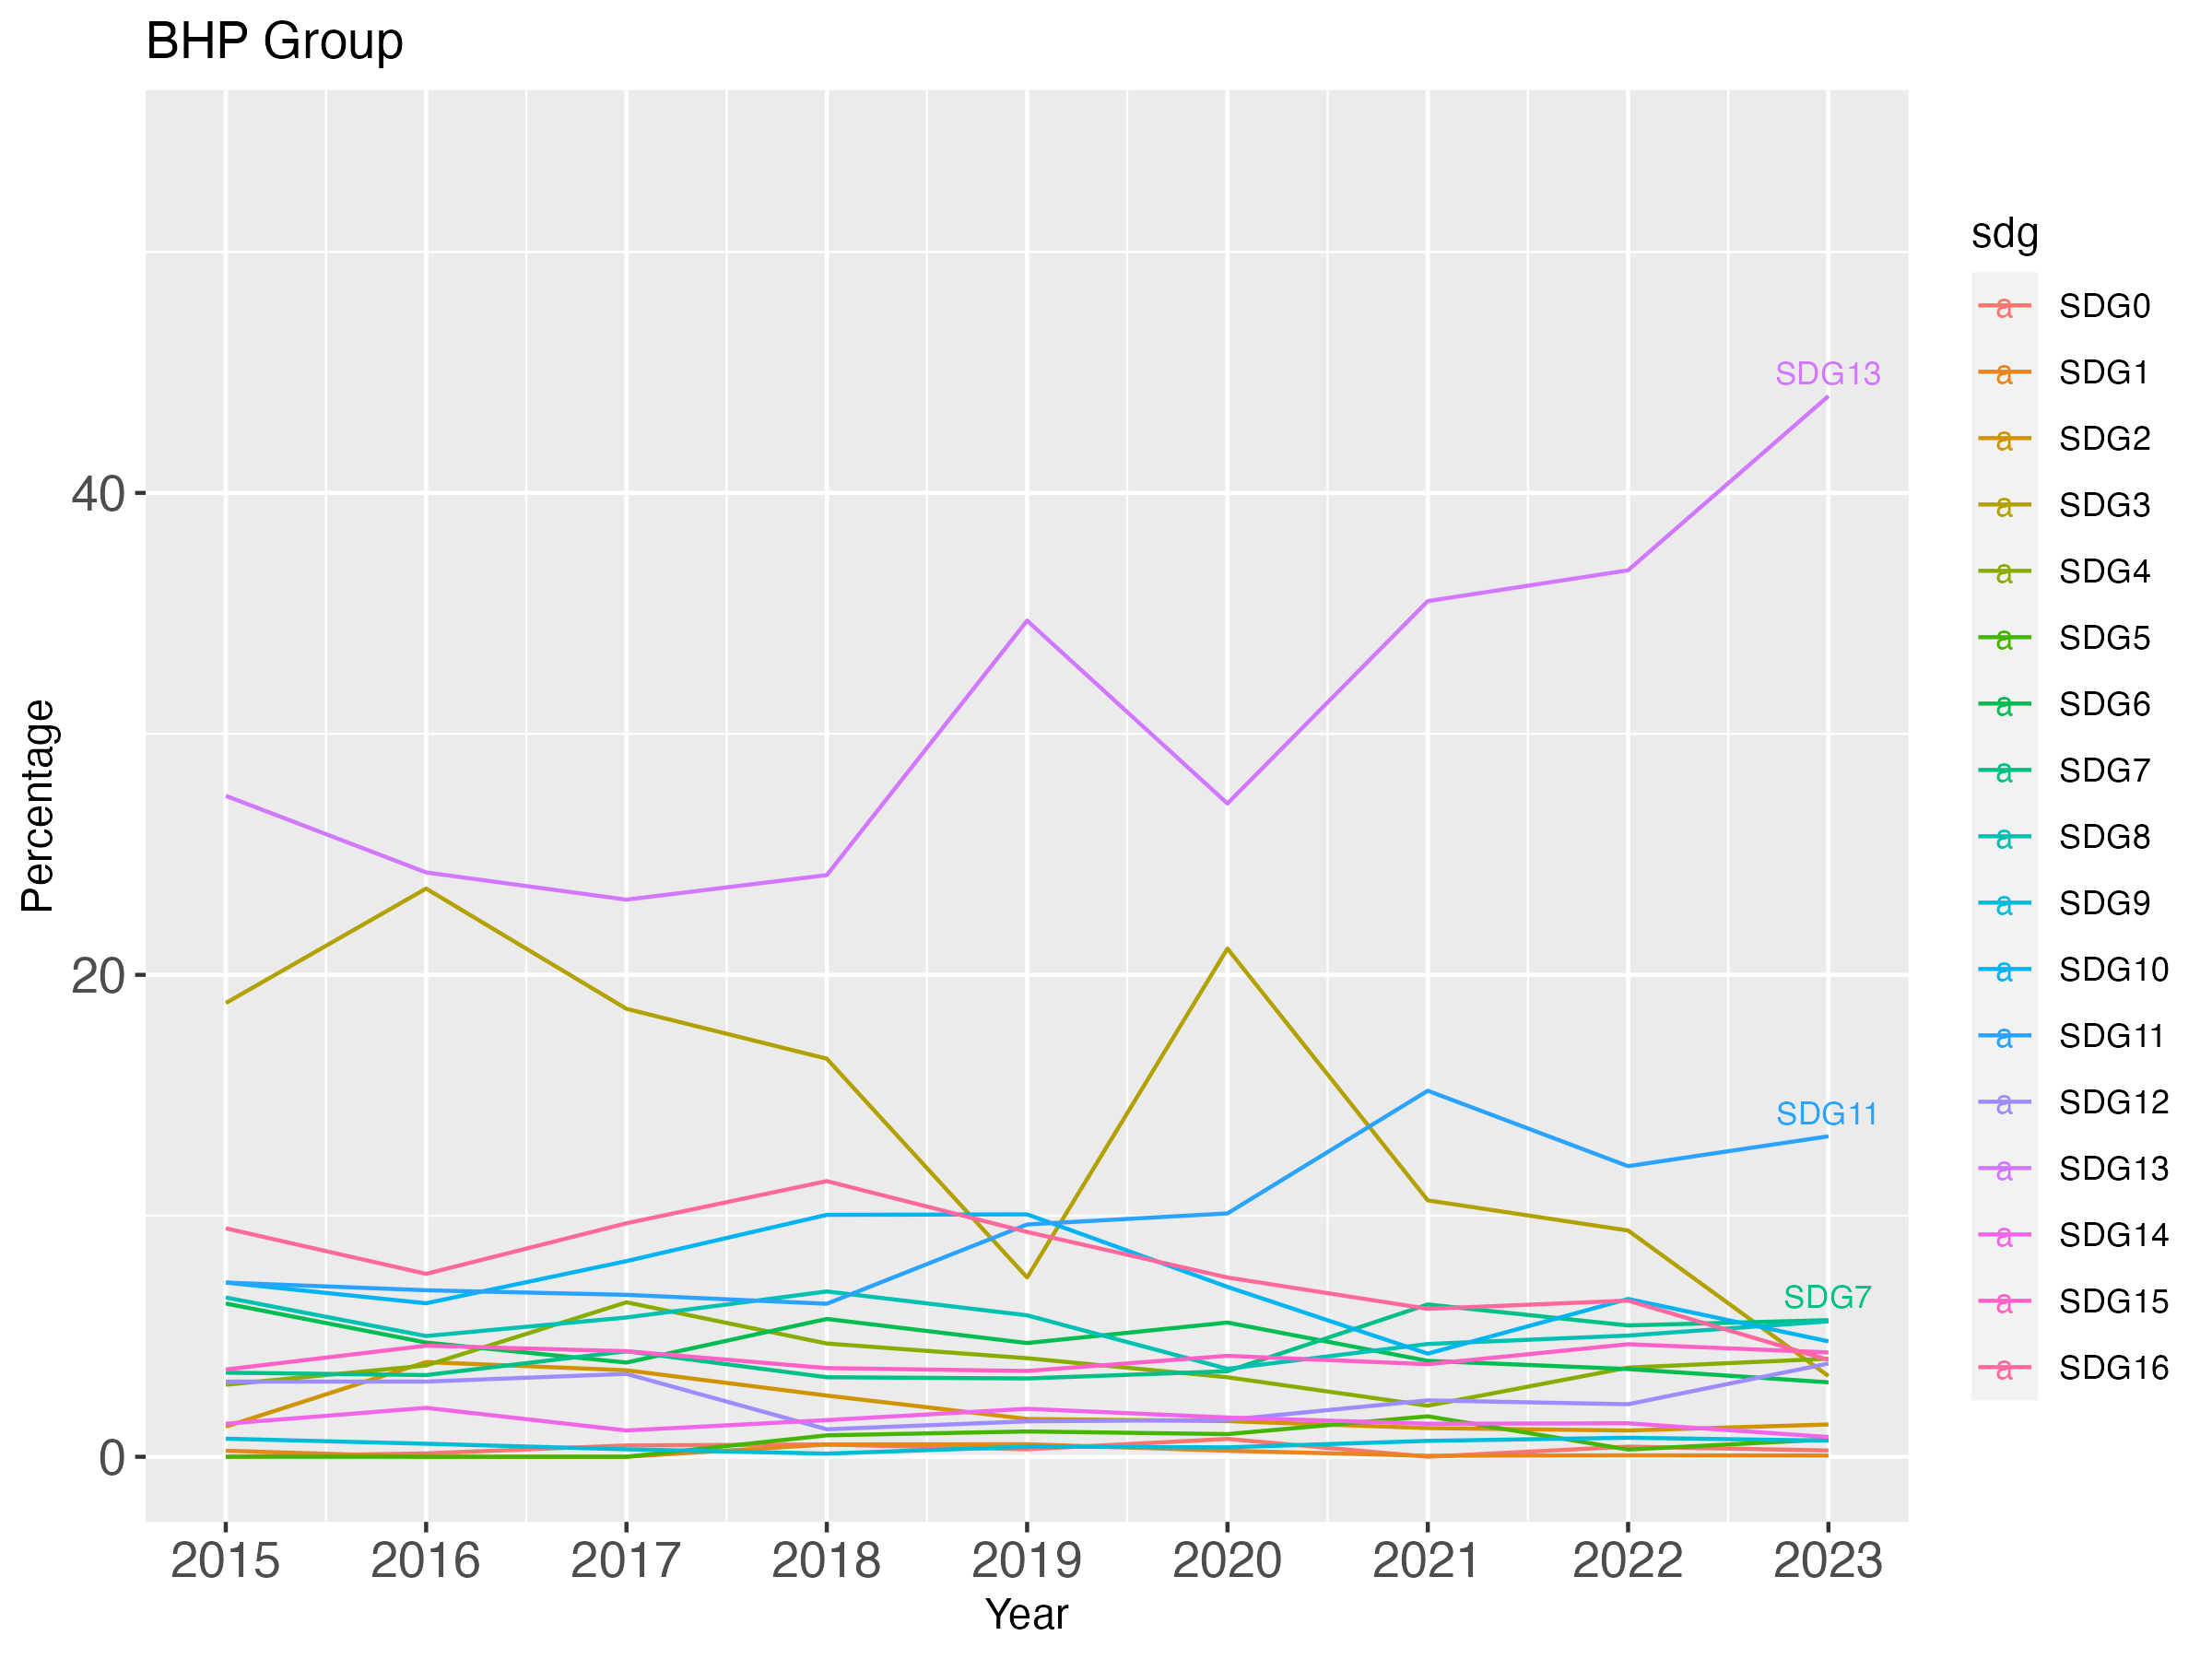 BHP Group
Percentage
40
20
0
SDG13
SDG11
SDG7
2015 2016 2017 2018 2019 2020 2021 2022 2023
Year
sdg
a SDG0
a SDG1
a SDG2
a SDG3
a SDG4
a SDG5
a SDG6
a SDG7
a SDG8
a SDG9
a SDG10
a SDG11
a SDG12
a SDG13
a SDG14
a SDG15
a SDG16